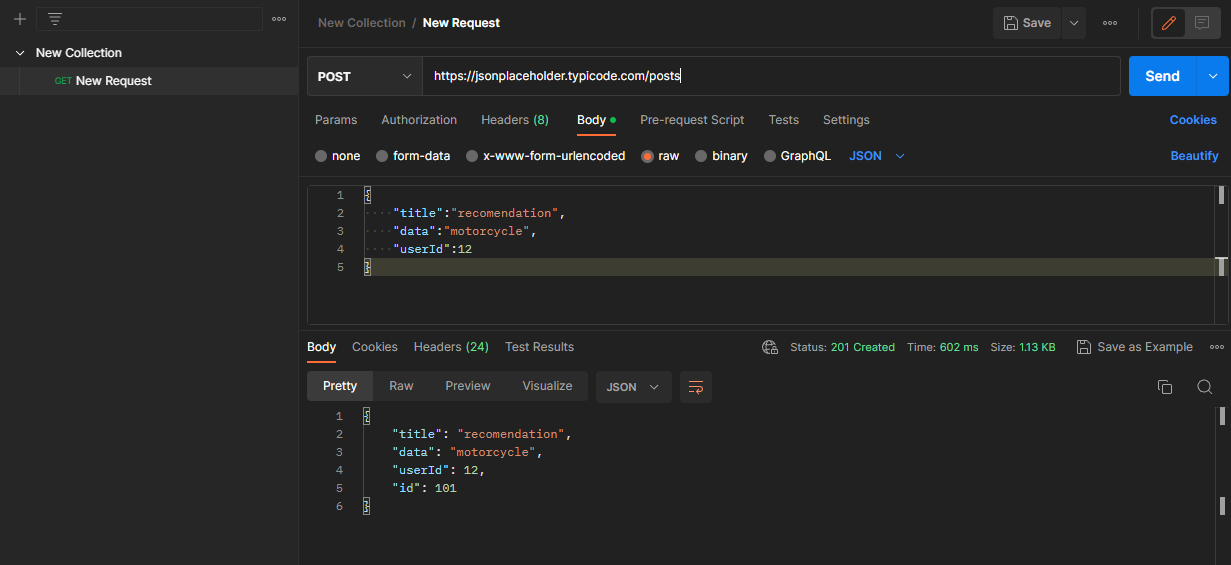 New Collection / New Request
Save
New Collection
GET New Request
POST
https://jsonplaceholder.typicode.com/posts
Send
Params Authorization Headers (8) Body Pre-request Script Tests Settings Cookies
none form-data x-www-form-urlencoded raw binary GraphQL JSON Beautify
1 {
2 "title":"recomendation",
3 "data":"motorcycle",
4 "userId":12
5 }
Body Cookies Headers (24) Test Results Status: 201 Created Time: 602 ms Size: 1.13 KB Save as Example
Pretty Raw Preview Visualize JSON
1 {
2 "title": "recomendation",
3 "data": "motorcycle",
4 "userId": 12,
5 "id": 101
6 }